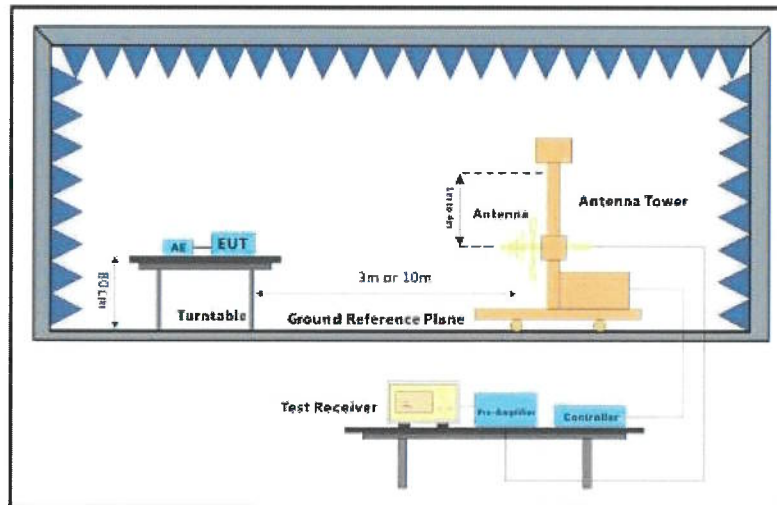 Antenna Tower
1m to 4m
Antenna
AE
EUT
3m or 10m
Turntable
Ground Reference Plane
Test Receiver
Pre-Amplifier
Controller